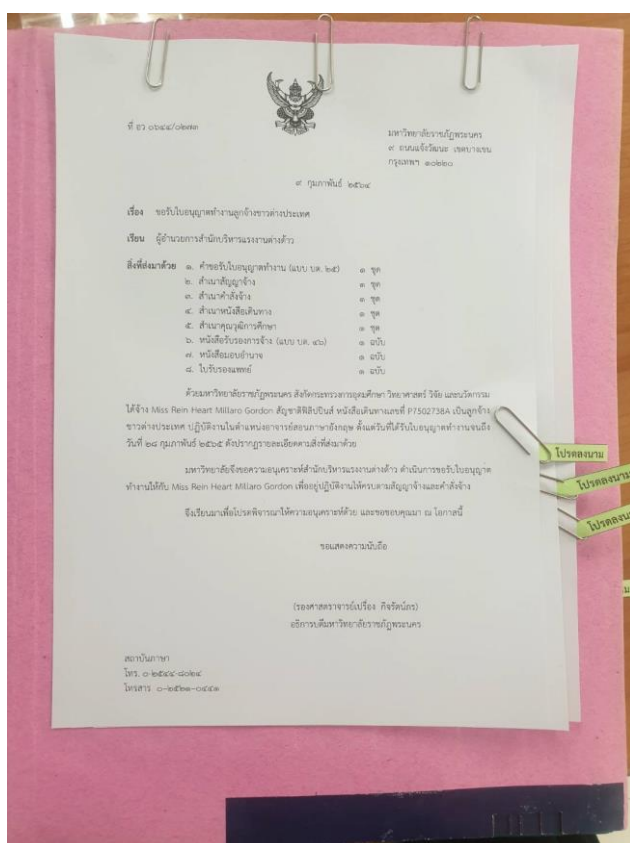 ที่ อว ๐๖๔๔/๐๒๗๓
มหาวิทยาลัยราชภัฏพระนคร
๙ ถนนแจ้งวัฒนะ เขตบางเขน
กรุงเทพฯ ๑๐๒๒๐
๙ กุมภาพันธ์ ๒๕๖๔
เรื่อง ขอรับใบอนุญาตทำงานลูกจ้างชาวต่างประเทศ
เรียน ผู้อำนวยการสำนักบริหารแรงงานต่างด้าว
สิ่งที่ส่งมาด้วย ๑. คำขอรับใบอนุญาตทำงาน (แบบ บต. ๒๕) ๑ ชุด
๒. สำเนาสัญญาจ้าง ๑ ชุด
๓. สำเนาคำสั่งจ้าง ๑ ชุด
๔. สำเนาหนังสือเดินทาง ๑ ชุด
๕. สำเนาคุณวุฒิการศึกษา ๑ ชุด
๖. หนังสือรับรองการจ้าง (แบบ บต. ๔๖) ๑ ฉบับ
๗. หนังสือมอบอำนาจ ๑ ฉบับ
๘. ใบรับรองแพทย์ ๑ ฉบับ
ด้วยมหาวิทยาลัยราชภัฏพระนคร สังกัดกระทรวงการอุดมศึกษา วิทยาศาสตร์ วิจัย และนวัตกรรม
ได้จ้าง Miss Rein Heart Millaro Gordon สัญชาติฟิลิปปินส์ หนังสือเดินทางเลขที่ P7502738A เป็นลูกจ้าง
ชาวต่างประเทศ ปฏิบัติงานในตำแหน่งอาจารย์สอนภาษาอังกฤษ ตั้งแต่วันที่ได้รับใบอนุญาตทำงานจนถึง
วันที่ ๒๘ กุมภาพันธ์ ๒๕๖๕ ดังปรากฏรายละเอียดตามสิ่งที่ส่งมาด้วย
มหาวิทยาลัยจึงขอความอนุเคราะห์สำนักบริหารแรงงานต่างด้าว ดำเนินการขอรับใบอนุญาต
ทำงานให้กับ Miss Rein Heart Millaro Gordon เพื่ออยู่ปฏิบัติงานให้ครบตามสัญญาจ้างและคำสั่งจ้าง
จึงเรียนมาเพื่อโปรดพิจารณาให้ความอนุเคราะห์ด้วย และขอขอบคุณมา ณ โอกาสนี้
ขอแสดงความนับถือ
(รองศาสตราจารย์เปรื่อง กิจรัตน์ภร)
อธิการบดีมหาวิทยาลัยราชภัฏพระนคร
สถาบันภาษา
โทร. ๐-๒๕๔๔-๘๐๒๔
โทรสาร ๐-๒๕๒๑-๐๔๔๑
โปรดลงนาม
โปรดลงนาม
โปรดลงนาม